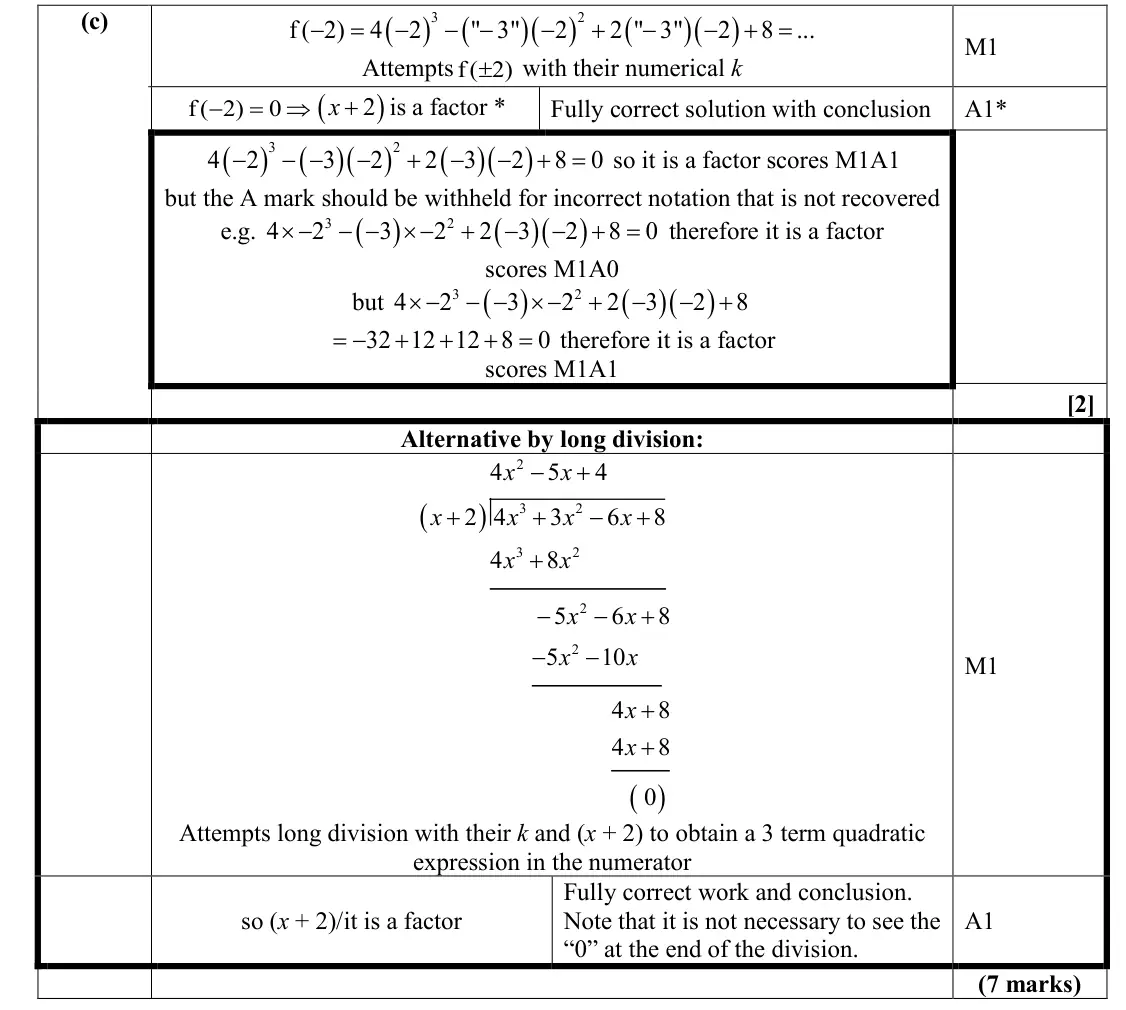 (c)
f(−2) = 4(−2)³ − ("− 3")(−2)² + 2("− 3")(−2) + 8 = ...
Attempts f(±2) with their numerical k
M1
f(−2) = 0 ⇒ (x + 2) is a factor *
Fully correct solution with conclusion
A1*
4(−2)³ − (−3)(−2)² + 2(−3)(−2) + 8 = 0 so it is a factor scores M1A1
but the A mark should be withheld for incorrect notation that is not recovered
e.g. 4 × −2³ − (−3) × −2² + 2(−3)(−2) + 8 = 0 therefore it is a factor
scores M1A0
but 4 × −2³ − (−3) × −2² + 2(−3)(−2) + 8
= −32 + 12 + 12 + 8 = 0 therefore it is a factor
scores M1A1
[2]
Alternative by long division:
4x² − 5x + 4
(x + 2) 4x³ + 3x² − 6x + 8
4x³ + 8x²
− 5x² − 6x + 8
−5x² − 10x
4x + 8
4x + 8
( 0)
Attempts long division with their k and (x + 2) to obtain a 3 term quadratic
expression in the numerator
M1
so (x + 2)/it is a factor
Fully correct work and conclusion.
Note that it is not necessary to see the
“0” at the end of the division.
A1
(7 marks)